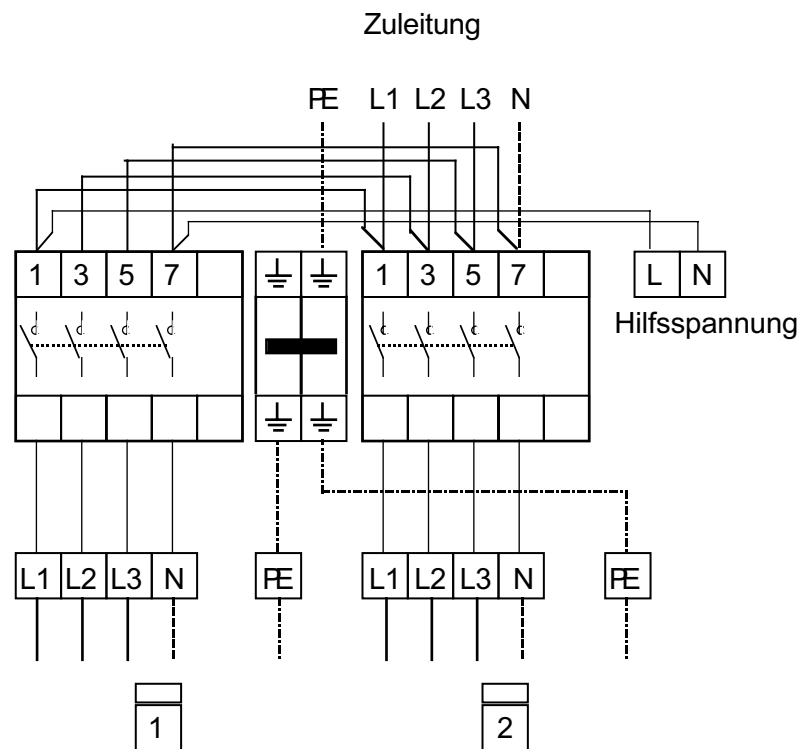 Zuleitung
PE L1 L2 L3 N
1 3 5 7 1 3 5 7 L N
Hilfsspannung
L1 L2 L3 N PE L1 L2 L3 N PE
1 2